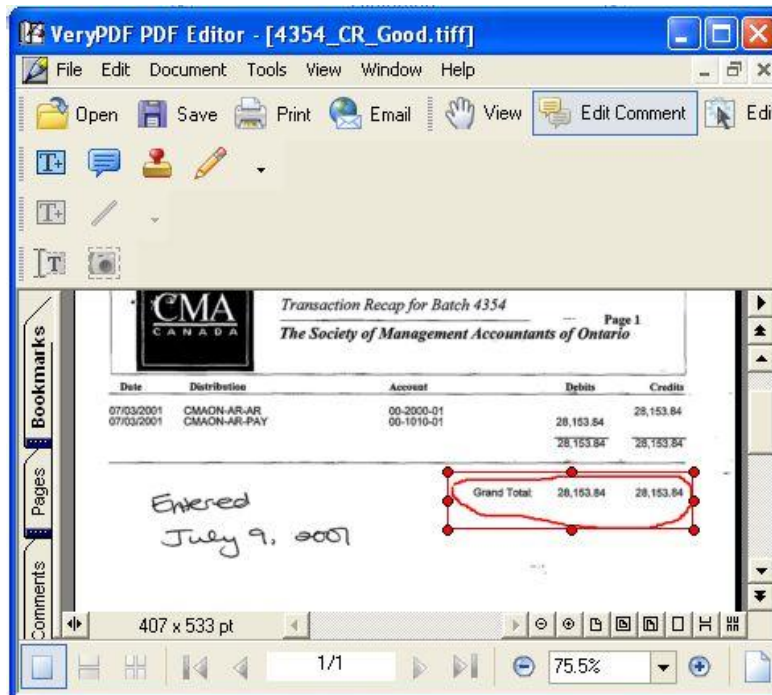 VeryPDF PDF Editor - [4354_CR_Good.tiff]
File Edit Document Tools View Window Help
Open Save Print Email View Edit Comment Edi
T+
T+
T
CMA
CANADA
Transaction Recap for Batch 4354
Page 1
The Society of Management Accountants of Ontario
Date Distribution Account Debits Credits
07/03/2001 CMAON-AR-AR 00-2000-01 28,153.84
07/03/2001 CMAON-AR-PAY 00-1010-01 28,153.84
28,153.84 28,153.84
Grand Total: 28,153.84 28,153.84
Entered
July 9, 2001
Bookmarks
Pages
Comments
407 x 533 pt
1/1
75.5%